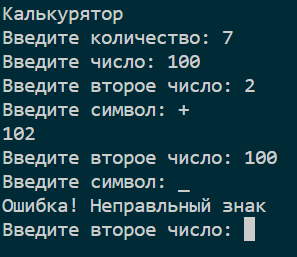 Калькурятор
Введите количество: 7
Введите число: 100
Введите второе число: 2
Введите символ: +
102
Введите второе число: 100
Введите символ: _
Ошибка! Неправльный знак
Введите второе число: